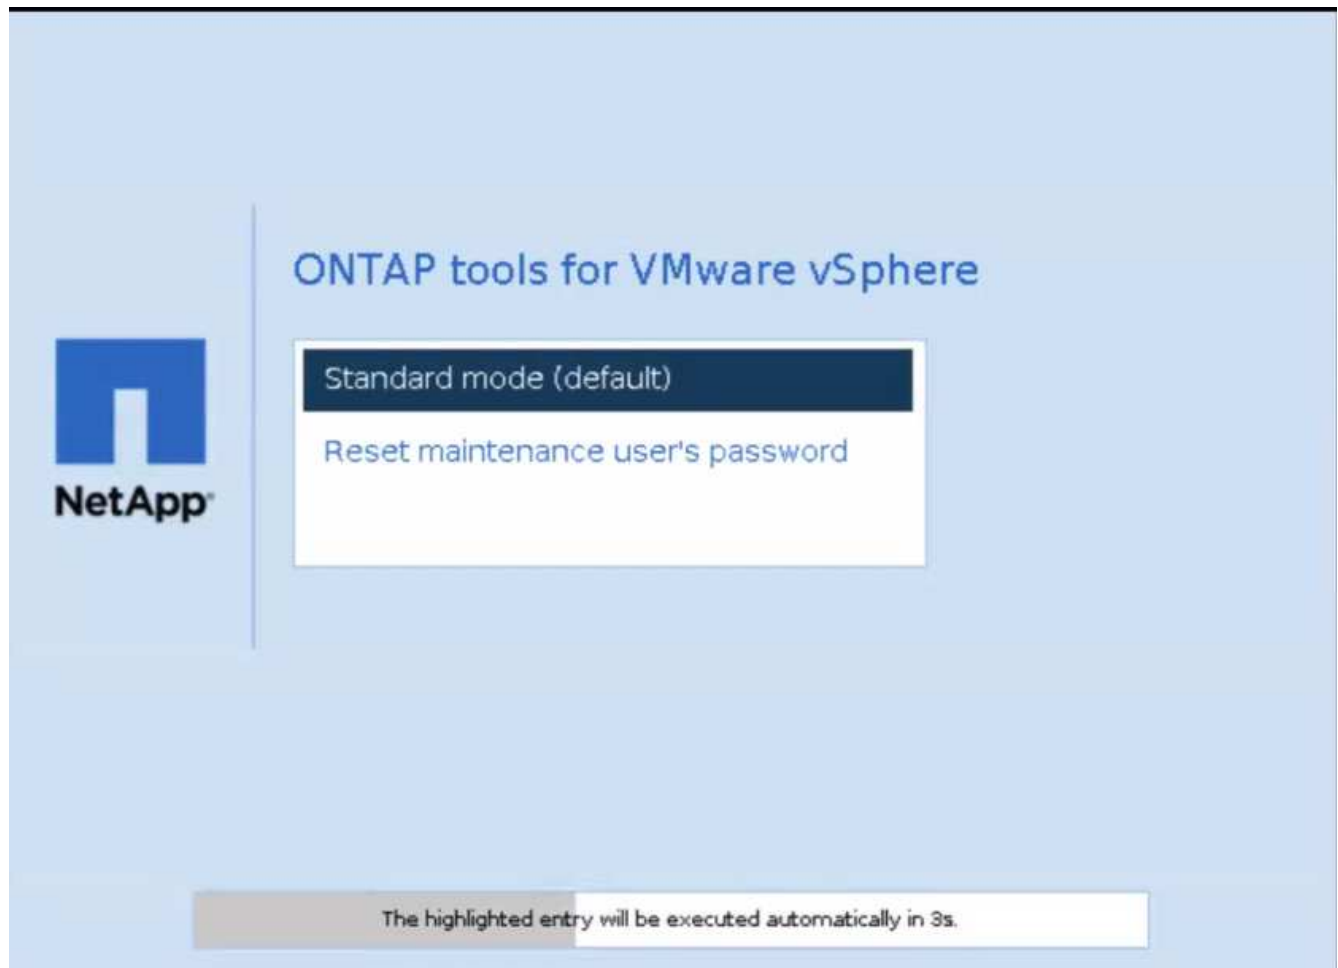 ONTAP tools for VMware vSphere
Standard mode (default)
Reset maintenance user's password
NetApp®
The highlighted entry will be executed automatically in 3s.